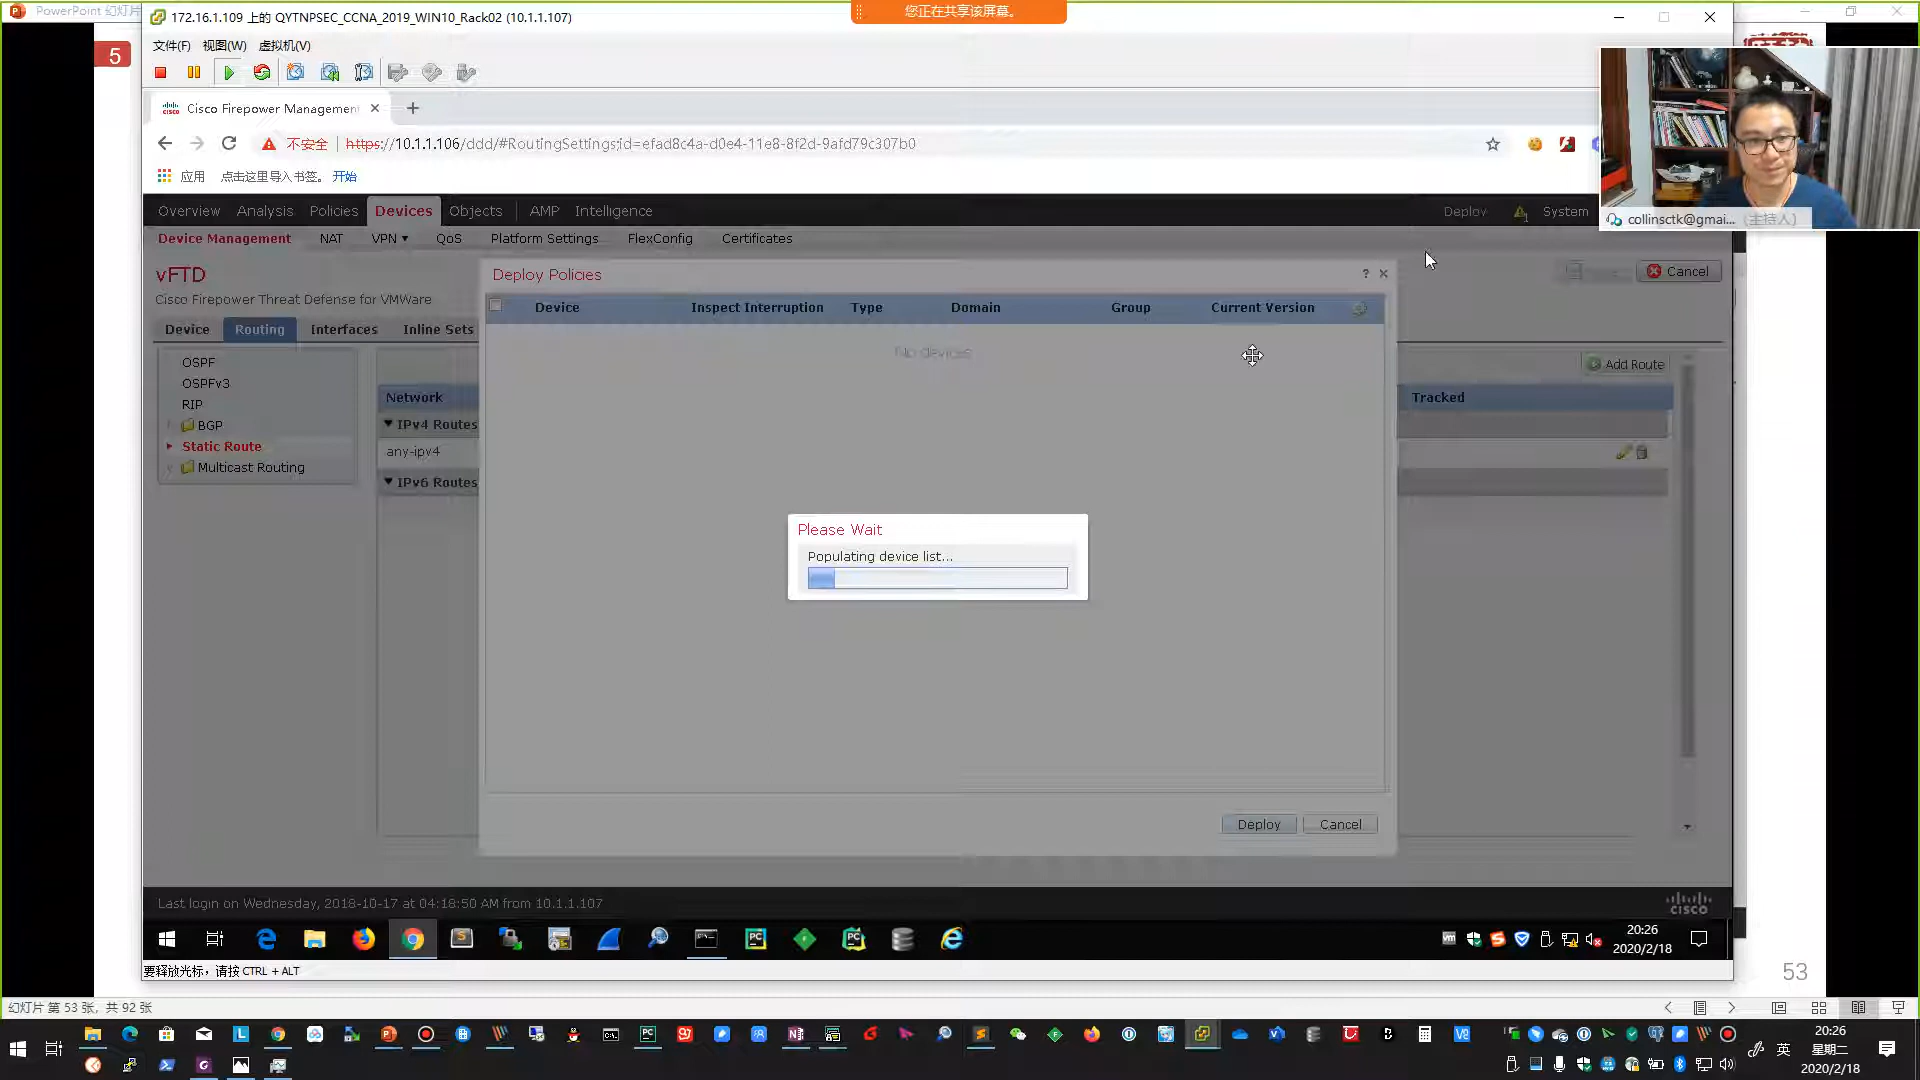 PowerPoint 幻灯片
您正在共享该屏幕。
172.16.1.109 上的 QYTNPSEC_CCNA_2019_WIN10_Rack02 (10.1.1.107)
5
文件(F) 视图(W) 虚拟机(V)
Cisco Firepower Management
不安全 https://10.1.1.106/ddd/#RoutingSettings;id=efad8c4a-d0e4-11e8-8f2d-9afd79c307b0
应用 点击这里导入书签。 开始
collinsctk@gmai... (主持人)
Overview Analysis Policies Devices Objects AMP Intelligence Deploy System
Device Management NAT VPN QoS Platform Settings FlexConfig Certificates
vFTD
Cisco Firepower Threat Defense for VMWare
Cancel
Deploy Policies
?
Device Routing Interfaces Inline Sets
Device Inspect Interruption Type Domain Group Current Version
No devices
OSPF
OSPFv3
RIP
BGP
Static Route
Multicast Routing
Add Route
Network Tracked
IPv4 Routes
any-ipv4
IPv6 Routes
Please Wait
Populating device list...
Deploy Cancel
Last login on Wednesday, 2018-10-17 at 04:18:50 AM from 10.1.1.107
CISCO
20:26
2020/2/18
要释放光标，请按 CTRL + ALT
53
幻灯片 第 53 张，共 92 张
英
20:26
星期二
2020/2/18